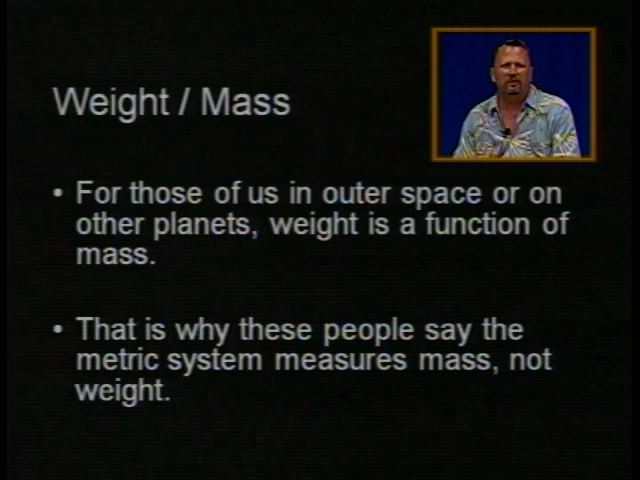 Weight / Mass
• For those of us in outer space or on
other planets, weight is a function of
mass.
• That is why these people say the
metric system measures mass, not
weight.